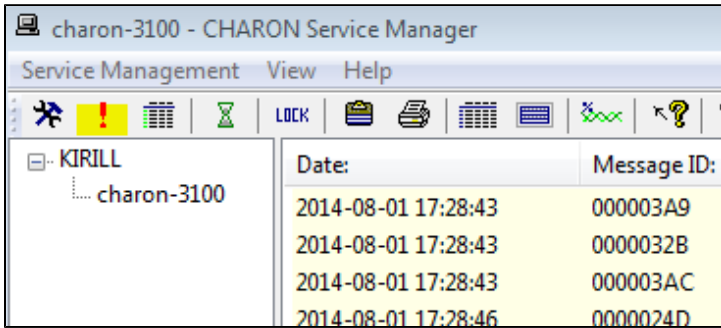 charon-3100 - CHARON Service Manager
Service Management View Help
LOCK
KIRILL
charon-3100
Date: Message ID:
2014-08-01 17:28:43 000003A9
2014-08-01 17:28:43 0000032B
2014-08-01 17:28:43 000003AC
2014-08-01 17:28:46 0000024D